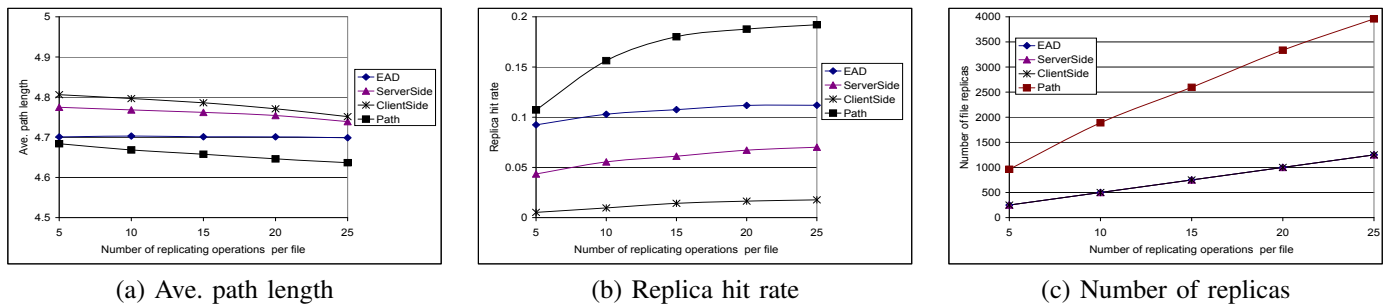 5
4.9
4.8
4.7
4.6
4.5
Ave. path length
5 10 15 20 25
Number of replicating operations per file
EAD
ServerSide
ClientSide
Path
(a) Ave. path length
0.2
0.15
0.1
0.05
0
Replica hit rate
5 10 15 20 25
Number of replicating operations per file
EAD
ServerSide
ClientSide
Path
(b) Replica hit rate
4000
3500
3000
2500
2000
1500
1000
500
0
Number of file replicas
5 10 15 20 25
Number of replicating operations per file
EAD
ServerSide
ClientSide
Path
(c) Number of replicas